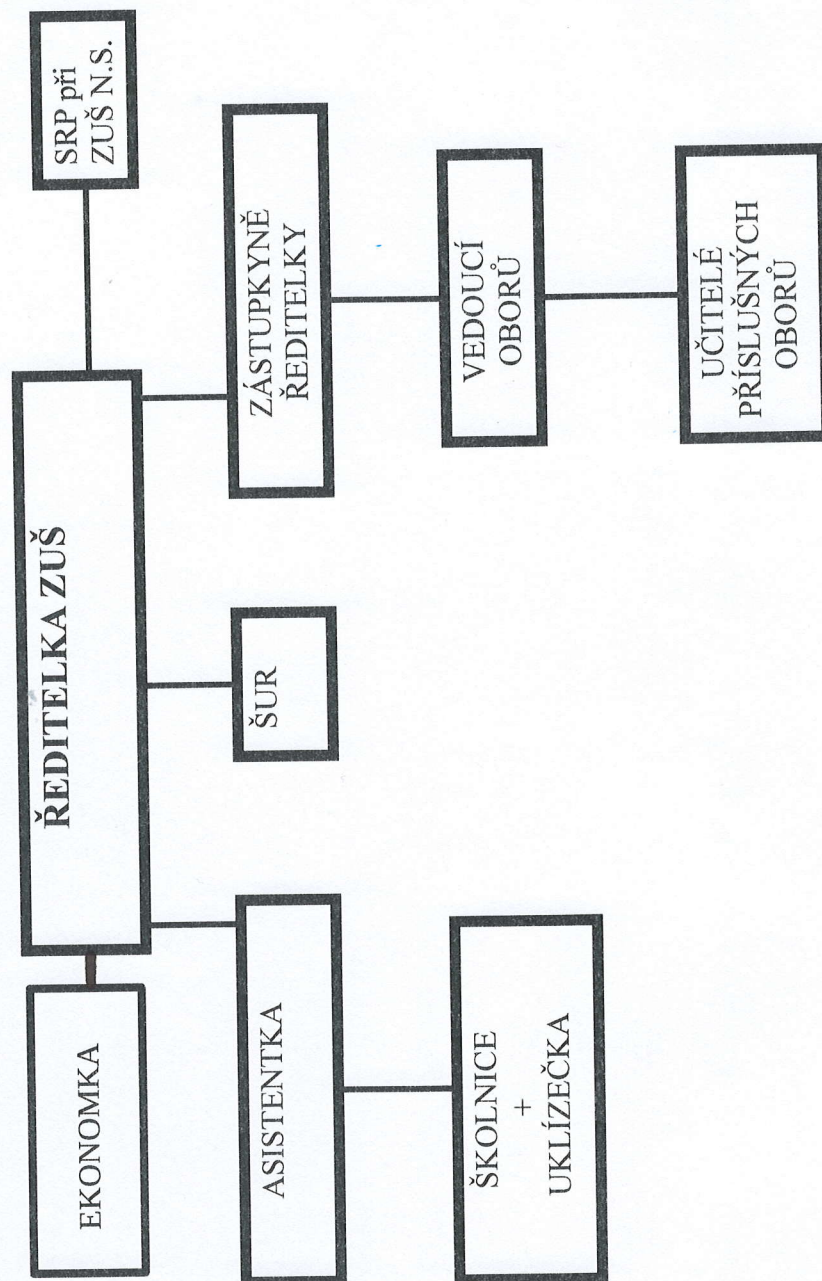 EKONOMKA
ŘEDITELKA ZUŠ
SRP při
ZUŠ N.S.
ASISTENTKA
ŠUR
ZÁSTUPKYNĚ
ŘEDITELKY
ŠKOLNICE
+
UKLÍZEČKA
VEDOUCÍ
OBORŮ
UČITELÉ
PŘÍSLUŠNÝCH
OBORŮ